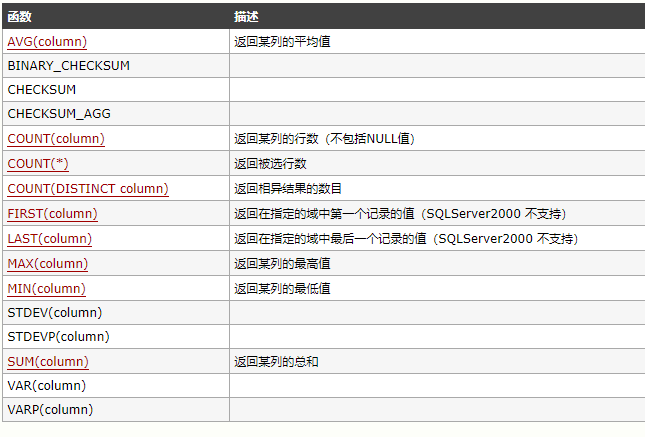 函数 描述
AVG(column) 返回某列的平均值
BINARY_CHECKSUM
CHECKSUM
CHECKSUM_AGG
COUNT(column) 返回某列的行数（不包括NULL值）
COUNT(*) 返回被选行数
COUNT(DISTINCT column) 返回相异结果的数目
FIRST(column) 返回在指定的域中第一个记录的值（SQLServer2000 不支持）
LAST(column) 返回在指定的域中最后一个记录的值（SQLServer2000 不支持）
MAX(column) 返回某列的最高值
MIN(column) 返回某列的最低值
STDEV(column)
STDEVP(column)
SUM(column) 返回某列的总和
VAR(column)
VARP(column)